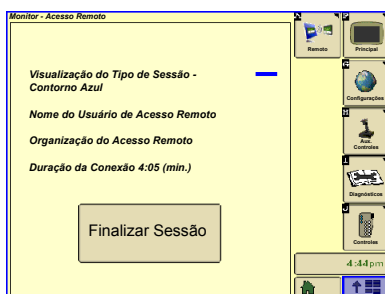 Monitor - Acesso Remoto
Visualização do Tipo de Sessão -
Contorno Azul
Nome do Usuário de Acesso Remoto
Organização do Acesso Remoto
Duração da Conexão 4:05 (min.)
Finalizar Sessão
Remoto
Principal
Configurações
Aux.
Controles
Diagnósticos
Controles
4:44pm